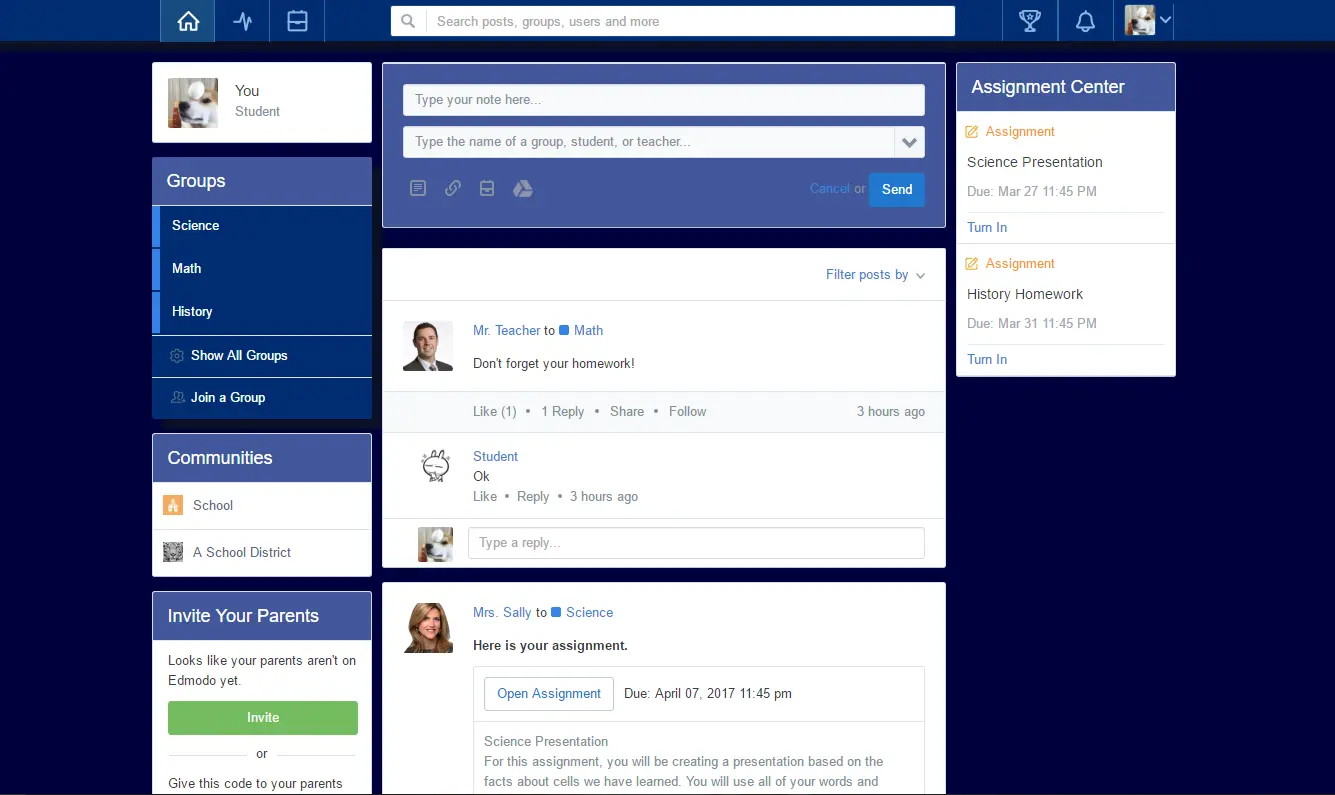 Search posts, groups, users and more
You
Student
Groups
Science
Math
History
Show All Groups
Join a Group
Communities
School
A School District
Invite Your Parents
Looks like your parents aren't on
Edmodo yet.
Invite
or
Give this code to your parents
Type your note here...
Type the name of a group, student, or teacher...
Cancel or Send
Filter posts by
Mr. Teacher to Math
Don't forget your homework!
Like (1) • 1 Reply • Share • Follow 3 hours ago
Student
Ok
Like • Reply • 3 hours ago
Type a reply...
Mrs. Sally to Science
Here is your assignment.
Open Assignment Due: April 07, 2017 11:45 pm
Science Presentation
For this assignment, you will be creating a presentation based on the
facts about cells we have learned. You will use all of your words and
Assignment Center
Assignment
Science Presentation
Due: Mar 27 11:45 PM
Turn In
Assignment
History Homework
Due: Mar 31 11:45 PM
Turn In